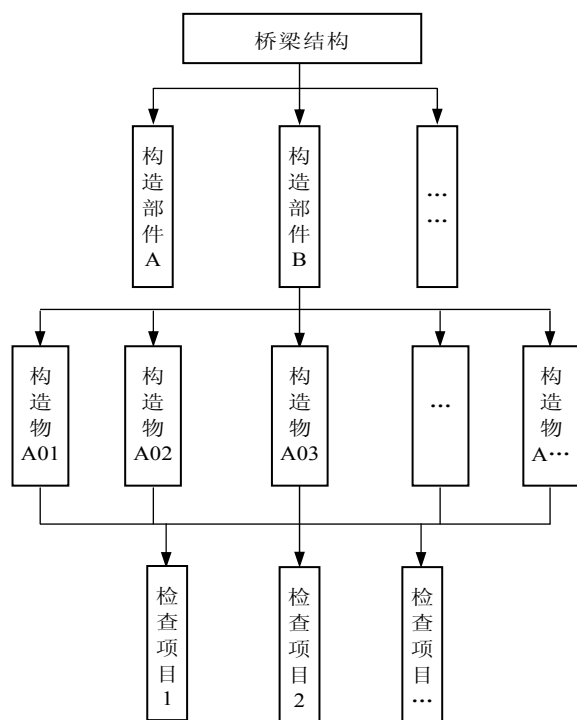 桥梁结构
构造部件A
构造部件B
……
构造物A01
构造物A02
构造物A03
…
构造物A…
检查项目1
检查项目2
检查项目…